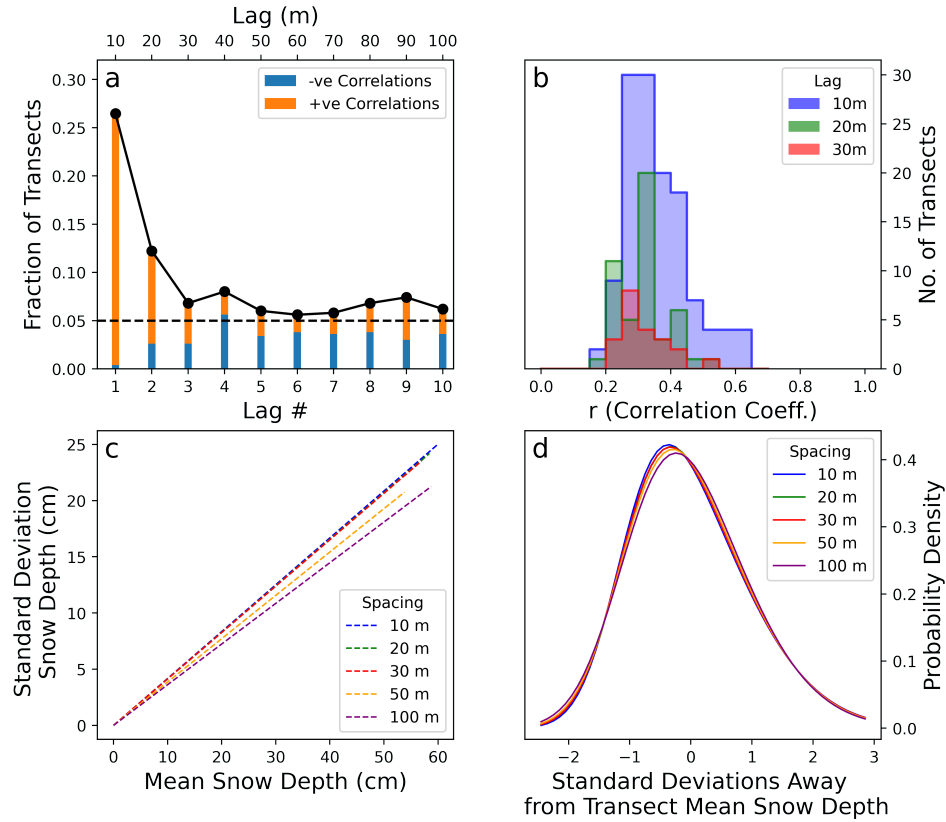 Lag (m)
10 20 30 40 50 60 70 80 90 100
a
-ve Correlations
+ve Correlations
0.30
0.25
0.20
0.15
0.10
0.05
0.00
Fraction of Transects
1 2 3 4 5 6 7 8 9 10
Lag #
b
Lag
10m
20m
30m
30
25
20
15
10
5
0
No. of Transects
0.0 0.2 0.4 0.6 0.8 1.0
r (Correlation Coeff.)
c
25
20
15
10
5
0
Standard Deviation
Snow Depth (cm)
Spacing
10 m
20 m
30 m
50 m
100 m
0 10 20 30 40 50 60
Mean Snow Depth (cm)
d
Spacing
10 m
20 m
30 m
50 m
100 m
0.4
0.3
0.2
0.1
0.0
Probability Density
−2 −1 0 1 2 3
Standard Deviations Away
from Transect Mean Snow Depth